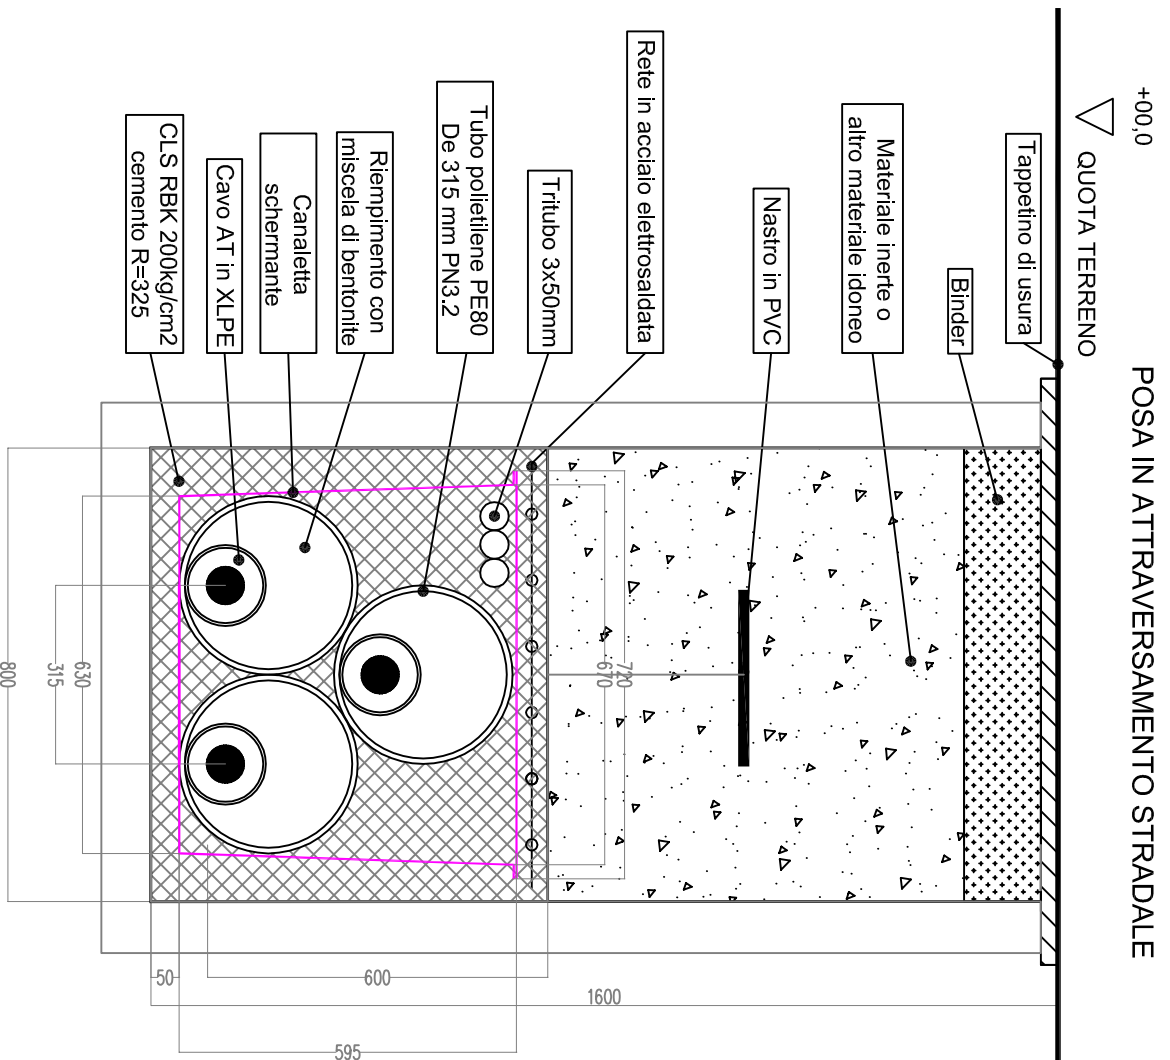 POSA IN ATTRAVERSAMENTO STRADALE
+00,0
QUOTA TERRENO
Tappetino di usura
Binder
Materiale inerte o
altro materiale idoneo
Nastro in PVC
Rete in acciaio elettrosaldata
Tritubo 3x50mm
Tubo polietilene PE80
De 315 mm PN3.2
Riempimento con
miscela di bentonite
Canaletta
schermante
Cavo AT in XLPE
CLS RBK 200kg/cm2
cemento R=325
720
670
630
315
800
50
600
1600
595